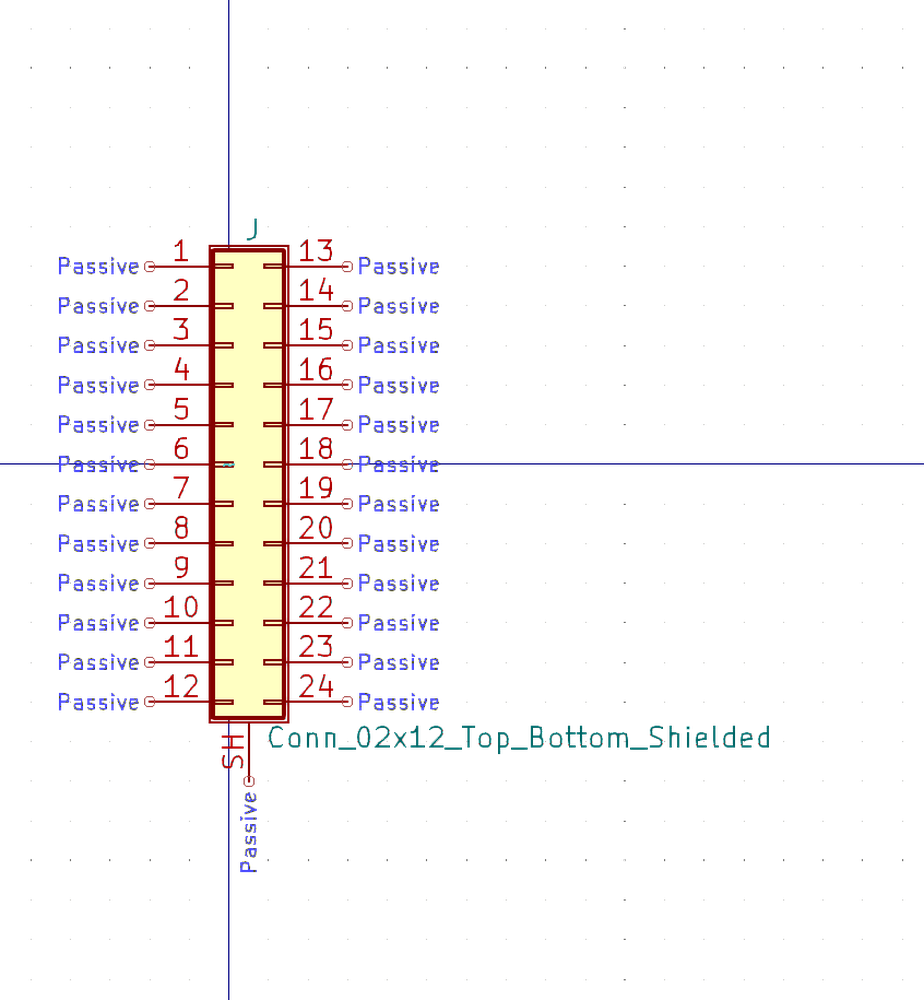 J
Passive 1 13 Passive
Passive 2 14 Passive
Passive 3 15 Passive
Passive 4 16 Passive
Passive 5 17 Passive
Passive 6 18 Passive
Passive 7 19 Passive
Passive 8 20 Passive
Passive 9 21 Passive
Passive 10 22 Passive
Passive 11 23 Passive
Passive 12 24 Passive
SH
Conn_02x12_Top_Bottom_Shielded
Passive